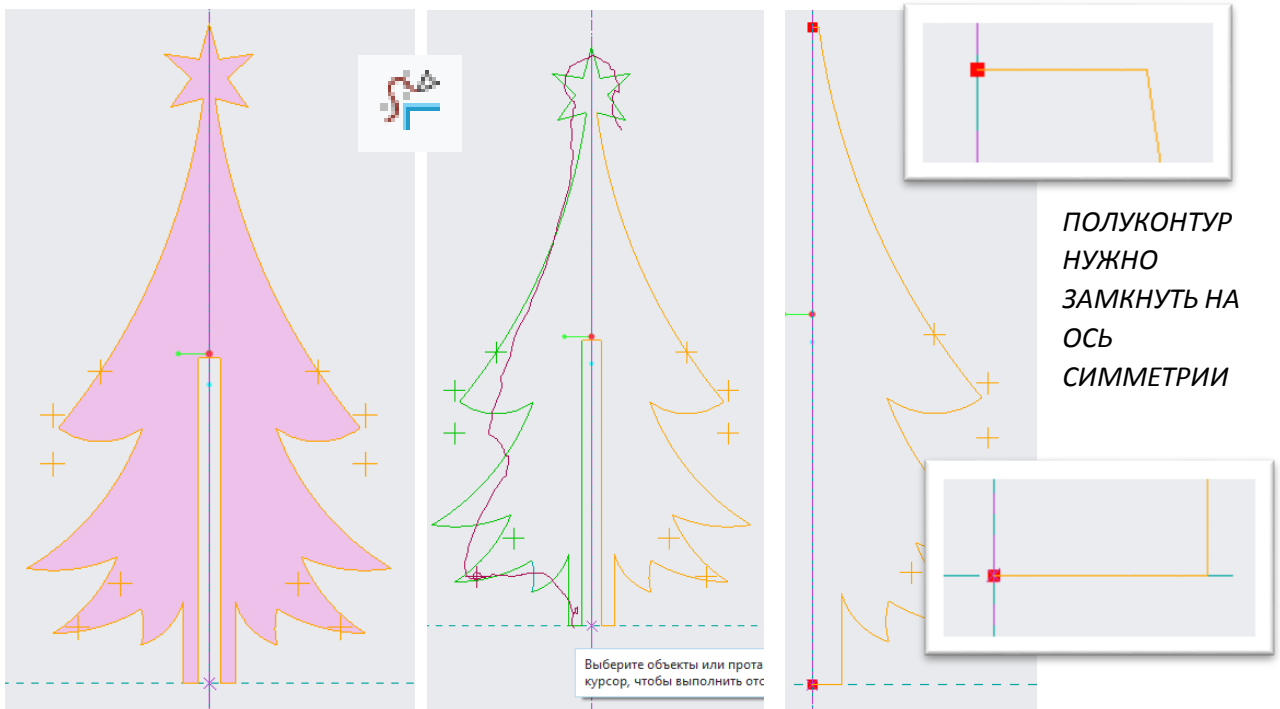 ПОЛУКОНТУР
НУЖНО
ЗАМКНУТЬ НА
ОСЬ
СИММЕТРИИ
Выберите объекты или прота
курсор, чтобы выполнить отс